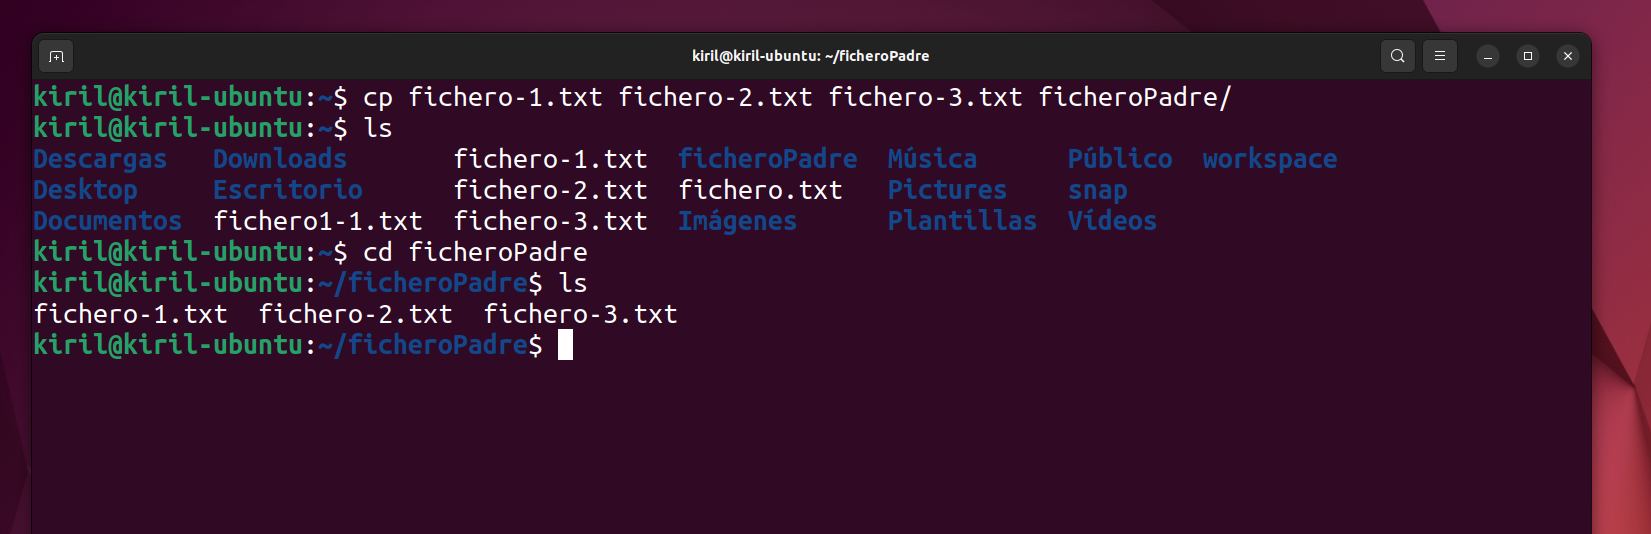 kiril@kiril-ubuntu: ~/ficheroPadre
kiril@kiril-ubuntu:~$ cp fichero-1.txt fichero-2.txt fichero-3.txt ficheroPadre/
kiril@kiril-ubuntu:~$ ls
Descargas Downloads fichero-1.txt ficheroPadre Música Público workspace
Desktop Escritorio fichero-2.txt fichero.txt Pictures snap
Documentos fichero1-1.txt fichero-3.txt Imágenes Plantillas Vídeos
kiril@kiril-ubuntu:~$ cd ficheroPadre
kiril@kiril-ubuntu:~/ficheroPadre$ ls
fichero-1.txt fichero-2.txt fichero-3.txt
kiril@kiril-ubuntu:~/ficheroPadre$